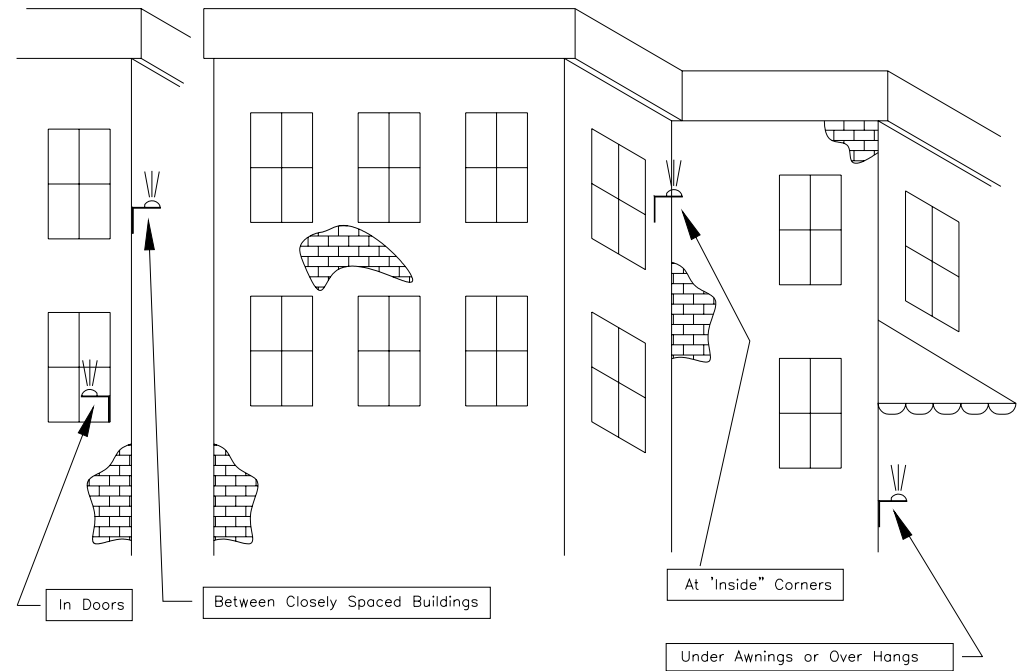 In Doors
Between Closely Spaced Buildings
At 'Inside" Corners
Under Awnings or Over Hangs